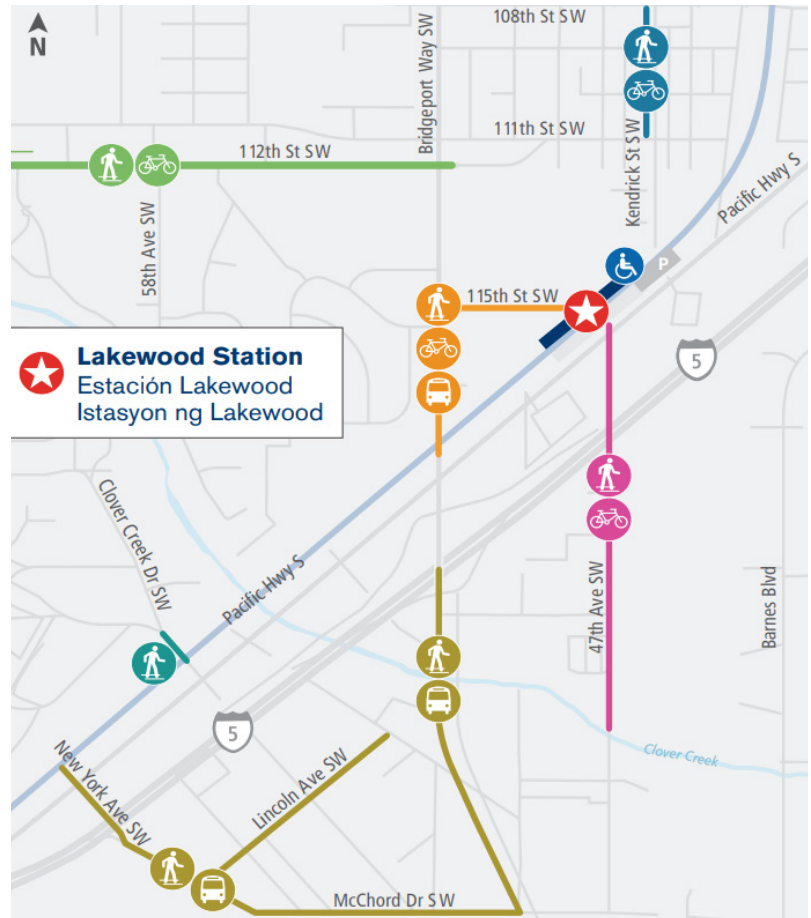 N
108th St SW
Bridgeport Way SW
111th St SW
Kendrick St SW
112th St SW
Pacific Hwy S
58th Ave SW
P
115th St SW
5
Lakewood Station
Estación Lakewood
Istasyon ng Lakewood
Clover Creek Dr SW
Pacific Hwy S
47th Ave SW
Barnes Blvd
5
New York Ave SW
Lincoln Ave SW
Clover Creek
McChord Dr SW